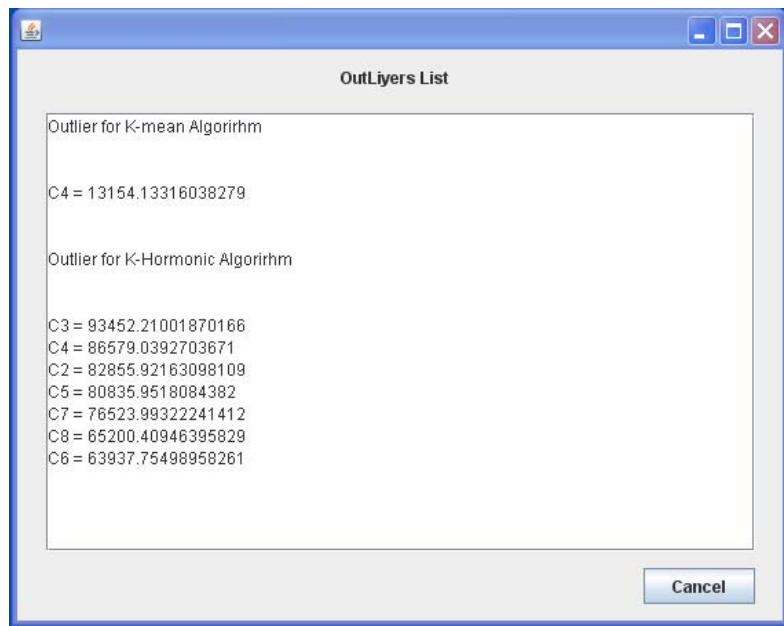 OutLiyers List
Outlier for K-mean Algorirhm
C4 = 13154.13316038279
Outlier for K-Hormonic Algorirhm
C3 = 93452.21001870166
C4 = 86579.0392703671
C2 = 82855.92163098109
C5 = 80835.9518084382
C7 = 76523.99322241412
C8 = 65200.40946395829
C6 = 63937.75498958261
Cancel